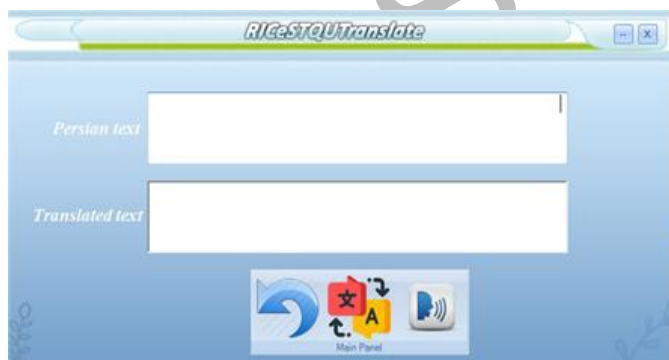 RICeSTQUTranslate
Persian text
Translated text
文 A
Main Panel